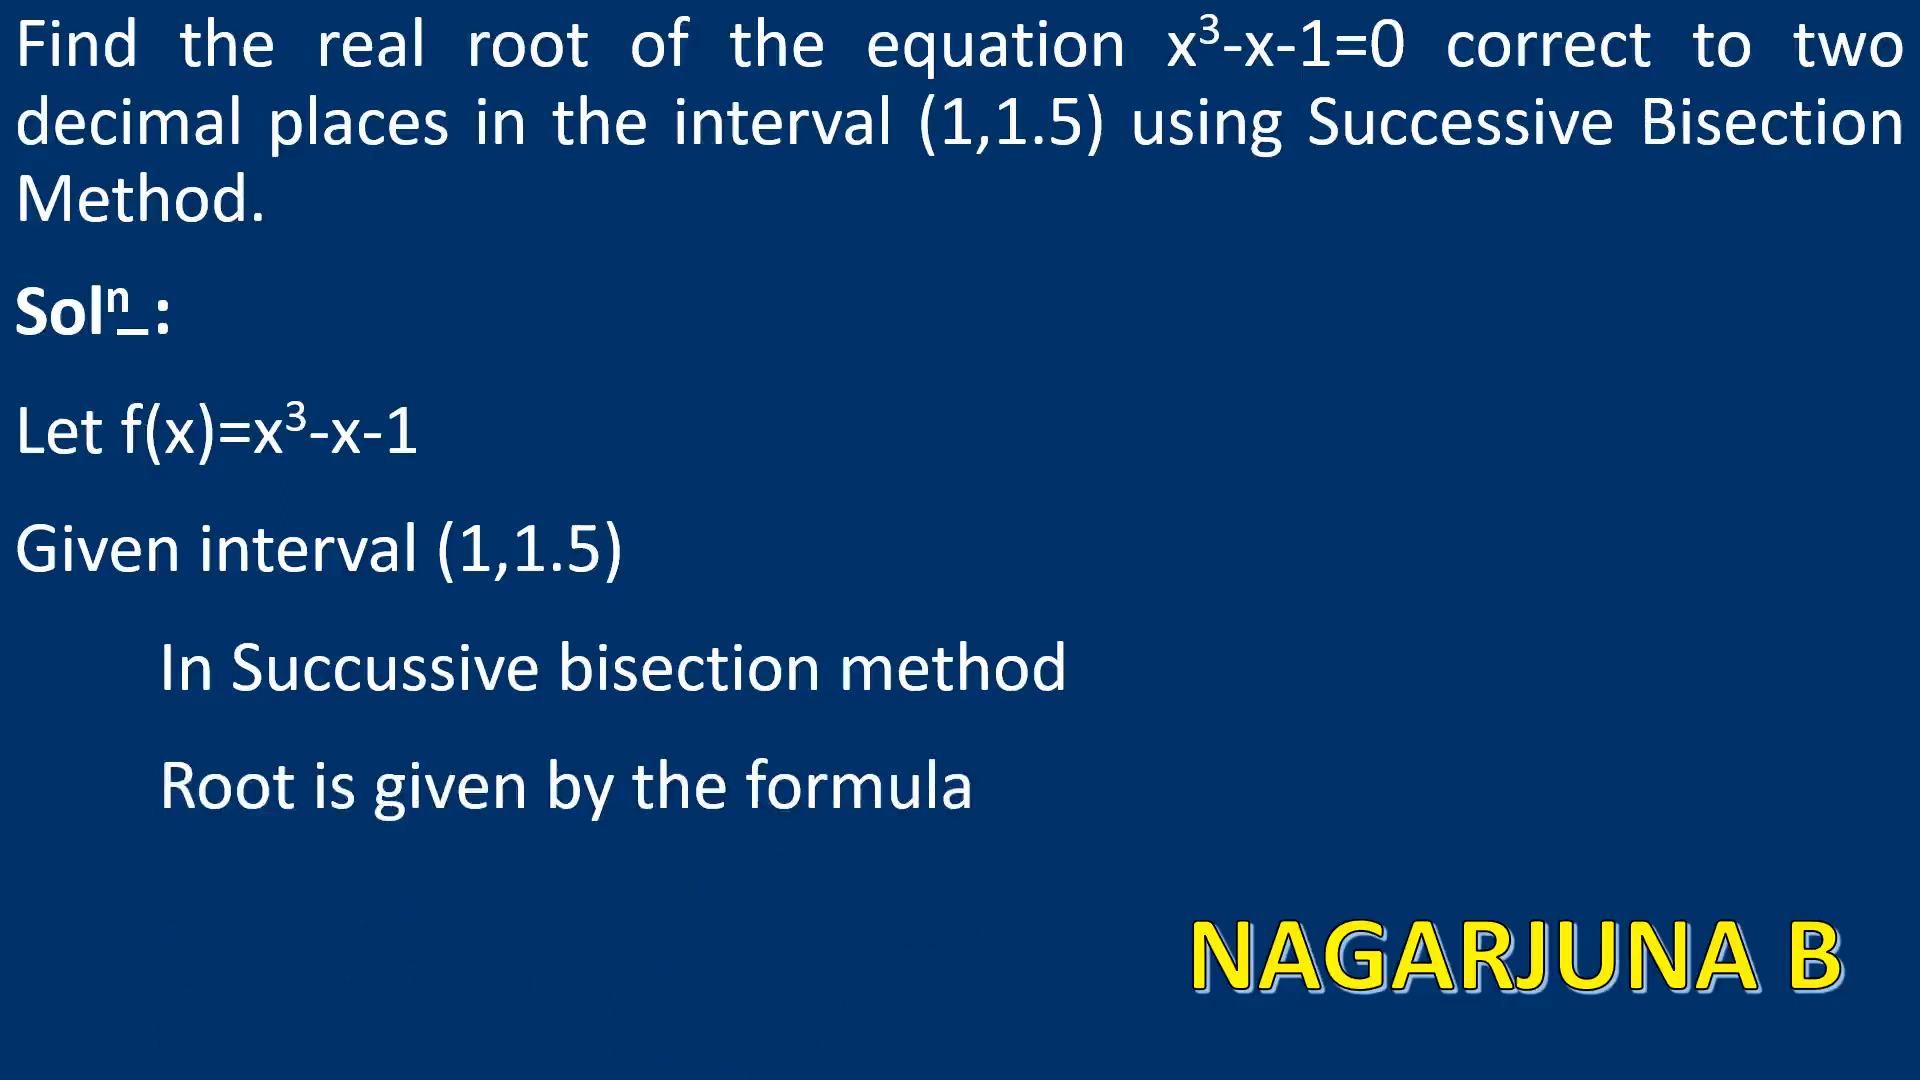 Find the real root of the equation x³-x-1=0 correct to two
decimal places in the interval (1,1.5) using Successive Bisection
Method.
Solⁿ_:
Let f(x)=x³-x-1
Given interval (1,1.5)
In Succussive bisection method
Root is given by the formula
NAGARJUNA B